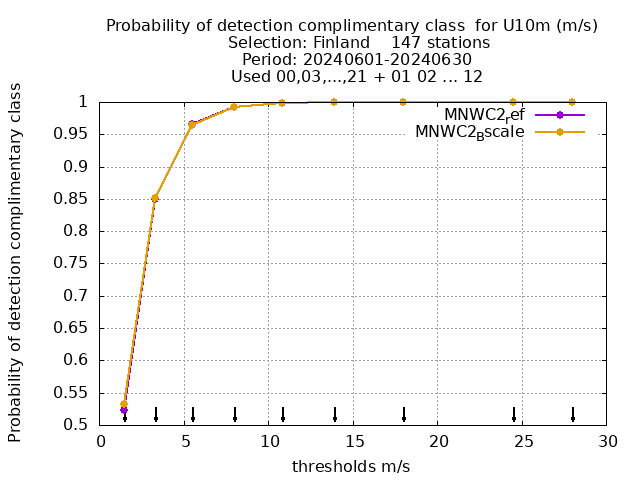 Probability of detection complimentary class  for U10m (m/s)
Selection: Finland    147 stations
Period: 20240601-20240630
Used 00,03,...,21 + 01 02 ... 12
Probability of detection complimentary class
1
0.95
0.9
0.85
0.8
0.75
0.7
0.65
0.6
0.55
0.5
MNWC2ref
MNWC2Bscale
0 5 10 15 20 25 30
thresholds m/s